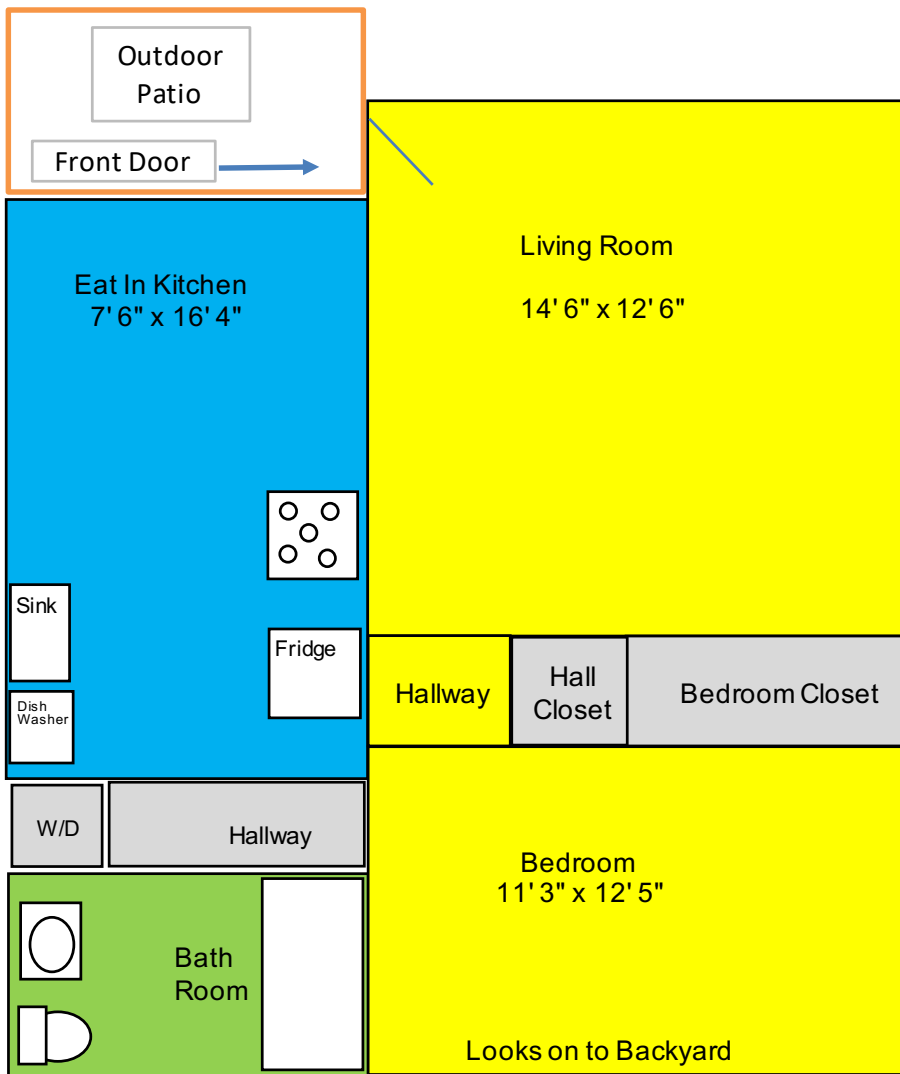 Outdoor
Patio
Front Door
Living Room
14' 6" x 12' 6"
Eat In Kitchen
7' 6" x 16' 4"
Sink
Fridge
Dish
Washer
Hallway
Hall
Closet
Bedroom Closet
W/D
Hallway
Bedroom
11' 3" x 12' 5"
Bath
Room
Looks on to Backyard